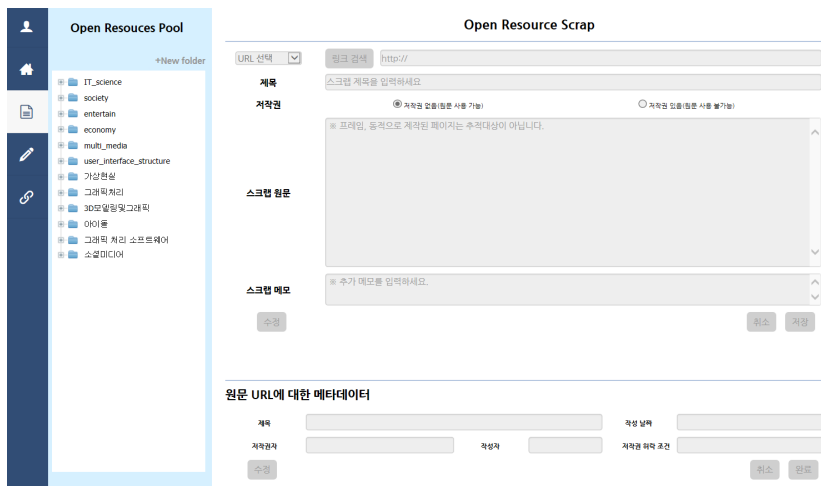 Open Resouces Pool
+New folder
IT_science
society
entertain
economy
multi_media
user_interface_structure
가상현실
그래픽처리
3D모델링및그래픽
아이돌
그래픽 처리 소프트웨어
소셜미디어
Open Resource Scrap
URL 선택
링크 검색
http://
제목
스크랩 제목을 입력하세요
저작권
저작권 없음(원문 사용 가능)
저작권 있음(원문 사용 불가능)
스크랩 원문
※ 프레임, 동적으로 제작된 페이지는 추적대상이 아닙니다.
스크랩 메모
※ 추가 메모를 입력하세요.
수정
취소
저장
원문 URL에 대한 메타데이터
제목
작성 날짜
저작권자
작성자
저작권 허락 조건
수정
취소
완료